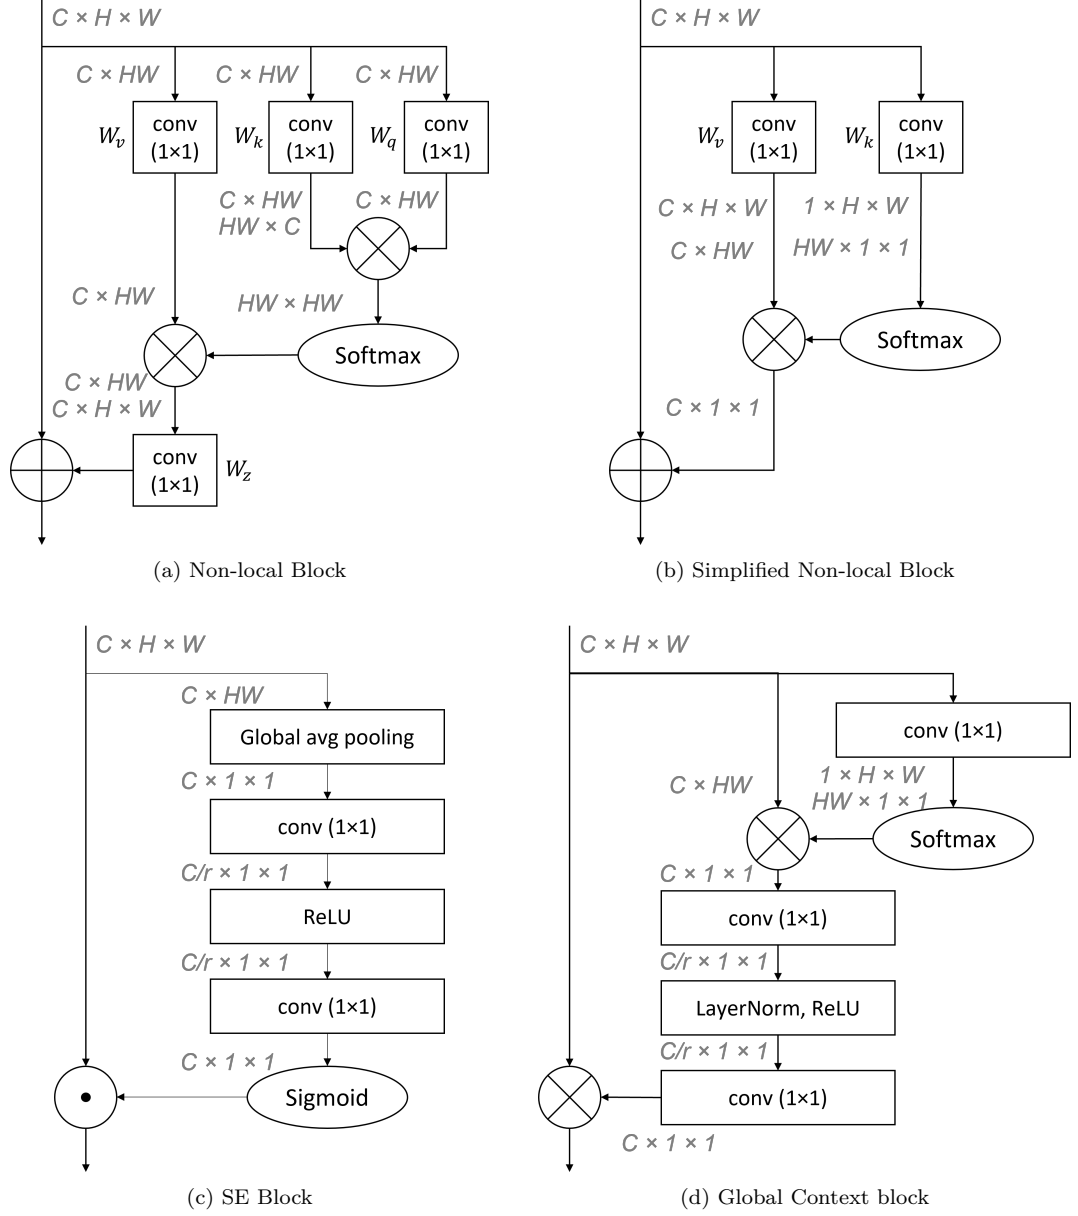 C × H × W
C × HW
C × HW
C × HW
W_v
conv
(1×1)
W_k
conv
(1×1)
W_q
conv
(1×1)
C × HW
HW × C
C × HW
C × HW
HW × HW
Softmax
C × HW
C × H × W
conv
(1×1)
W_z
(a) Non-local Block
C × H × W
W_v
conv
(1×1)
W_k
conv
(1×1)
C × H × W
C × HW
1 × H × W
HW × 1 × 1
Softmax
C × 1 × 1
(b) Simplified Non-local Block
C × H × W
C × HW
Global avg pooling
C × 1 × 1
conv (1×1)
C/r × 1 × 1
ReLU
C/r × 1 × 1
conv (1×1)
C × 1 × 1
Sigmoid
(c) SE Block
C × H × W
conv (1×1)
C × HW
1 × H × W
HW × 1 × 1
Softmax
C × 1 × 1
conv (1×1)
C/r × 1 × 1
LayerNorm, ReLU
C/r × 1 × 1
conv (1×1)
C × 1 × 1
(d) Global Context block